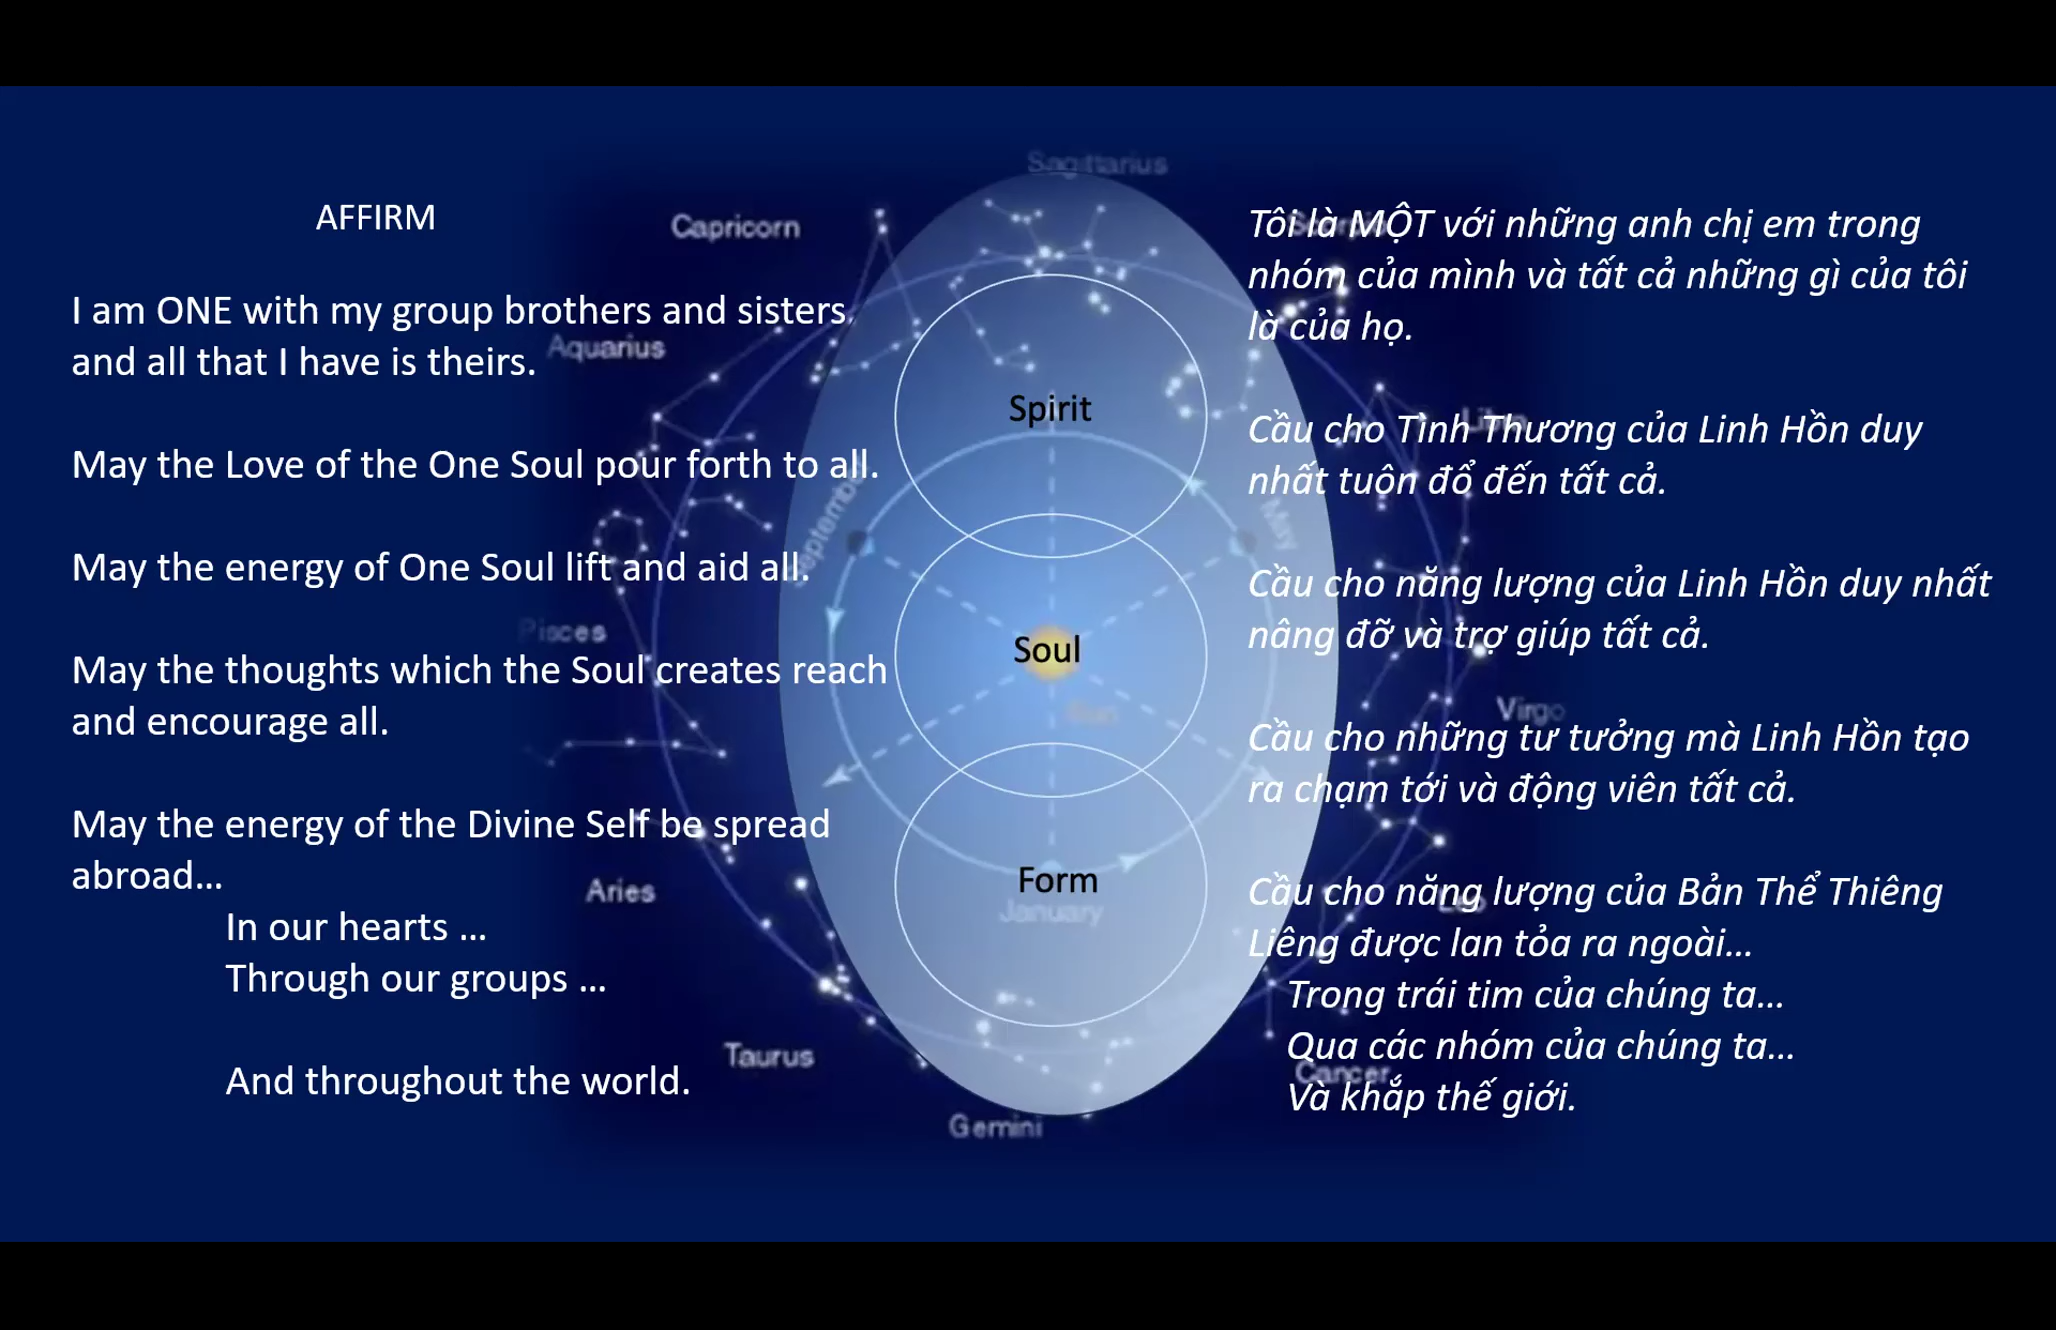 AFFIRM
I am ONE with my group brothers and sisters,
and all that I have is theirs.
May the Love of the One Soul pour forth to all.
May the energy of One Soul lift and aid all.
May the thoughts which the Soul creates reach
and encourage all.
May the energy of the Divine Self be spread
abroad...
In our hearts ...
Through our groups ...
And throughout the world.
Sagittarius
Capricorn
Aquarius
Pisces
Aries
Taurus
Gemini
Cancer
Leo
Virgo
Libra
Scorpio
September
May
January
Sun
Spirit
Soul
Form
Tôi là MỘT với những anh chị em trong
nhóm của mình và tất cả những gì của tôi
là của họ.
Cầu cho Tình Thương của Linh Hồn duy
nhất tuôn đổ đến tất cả.
Cầu cho năng lượng của Linh Hồn duy nhất
nâng đỡ và trợ giúp tất cả.
Cầu cho những tư tưởng mà Linh Hồn tạo
ra chạm tới và động viên tất cả.
Cầu cho năng lượng của Bản Thể Thiêng
Liêng được lan tỏa ra ngoài...
Trong trái tim của chúng ta...
Qua các nhóm của chúng ta...
Và khắp thế giới.